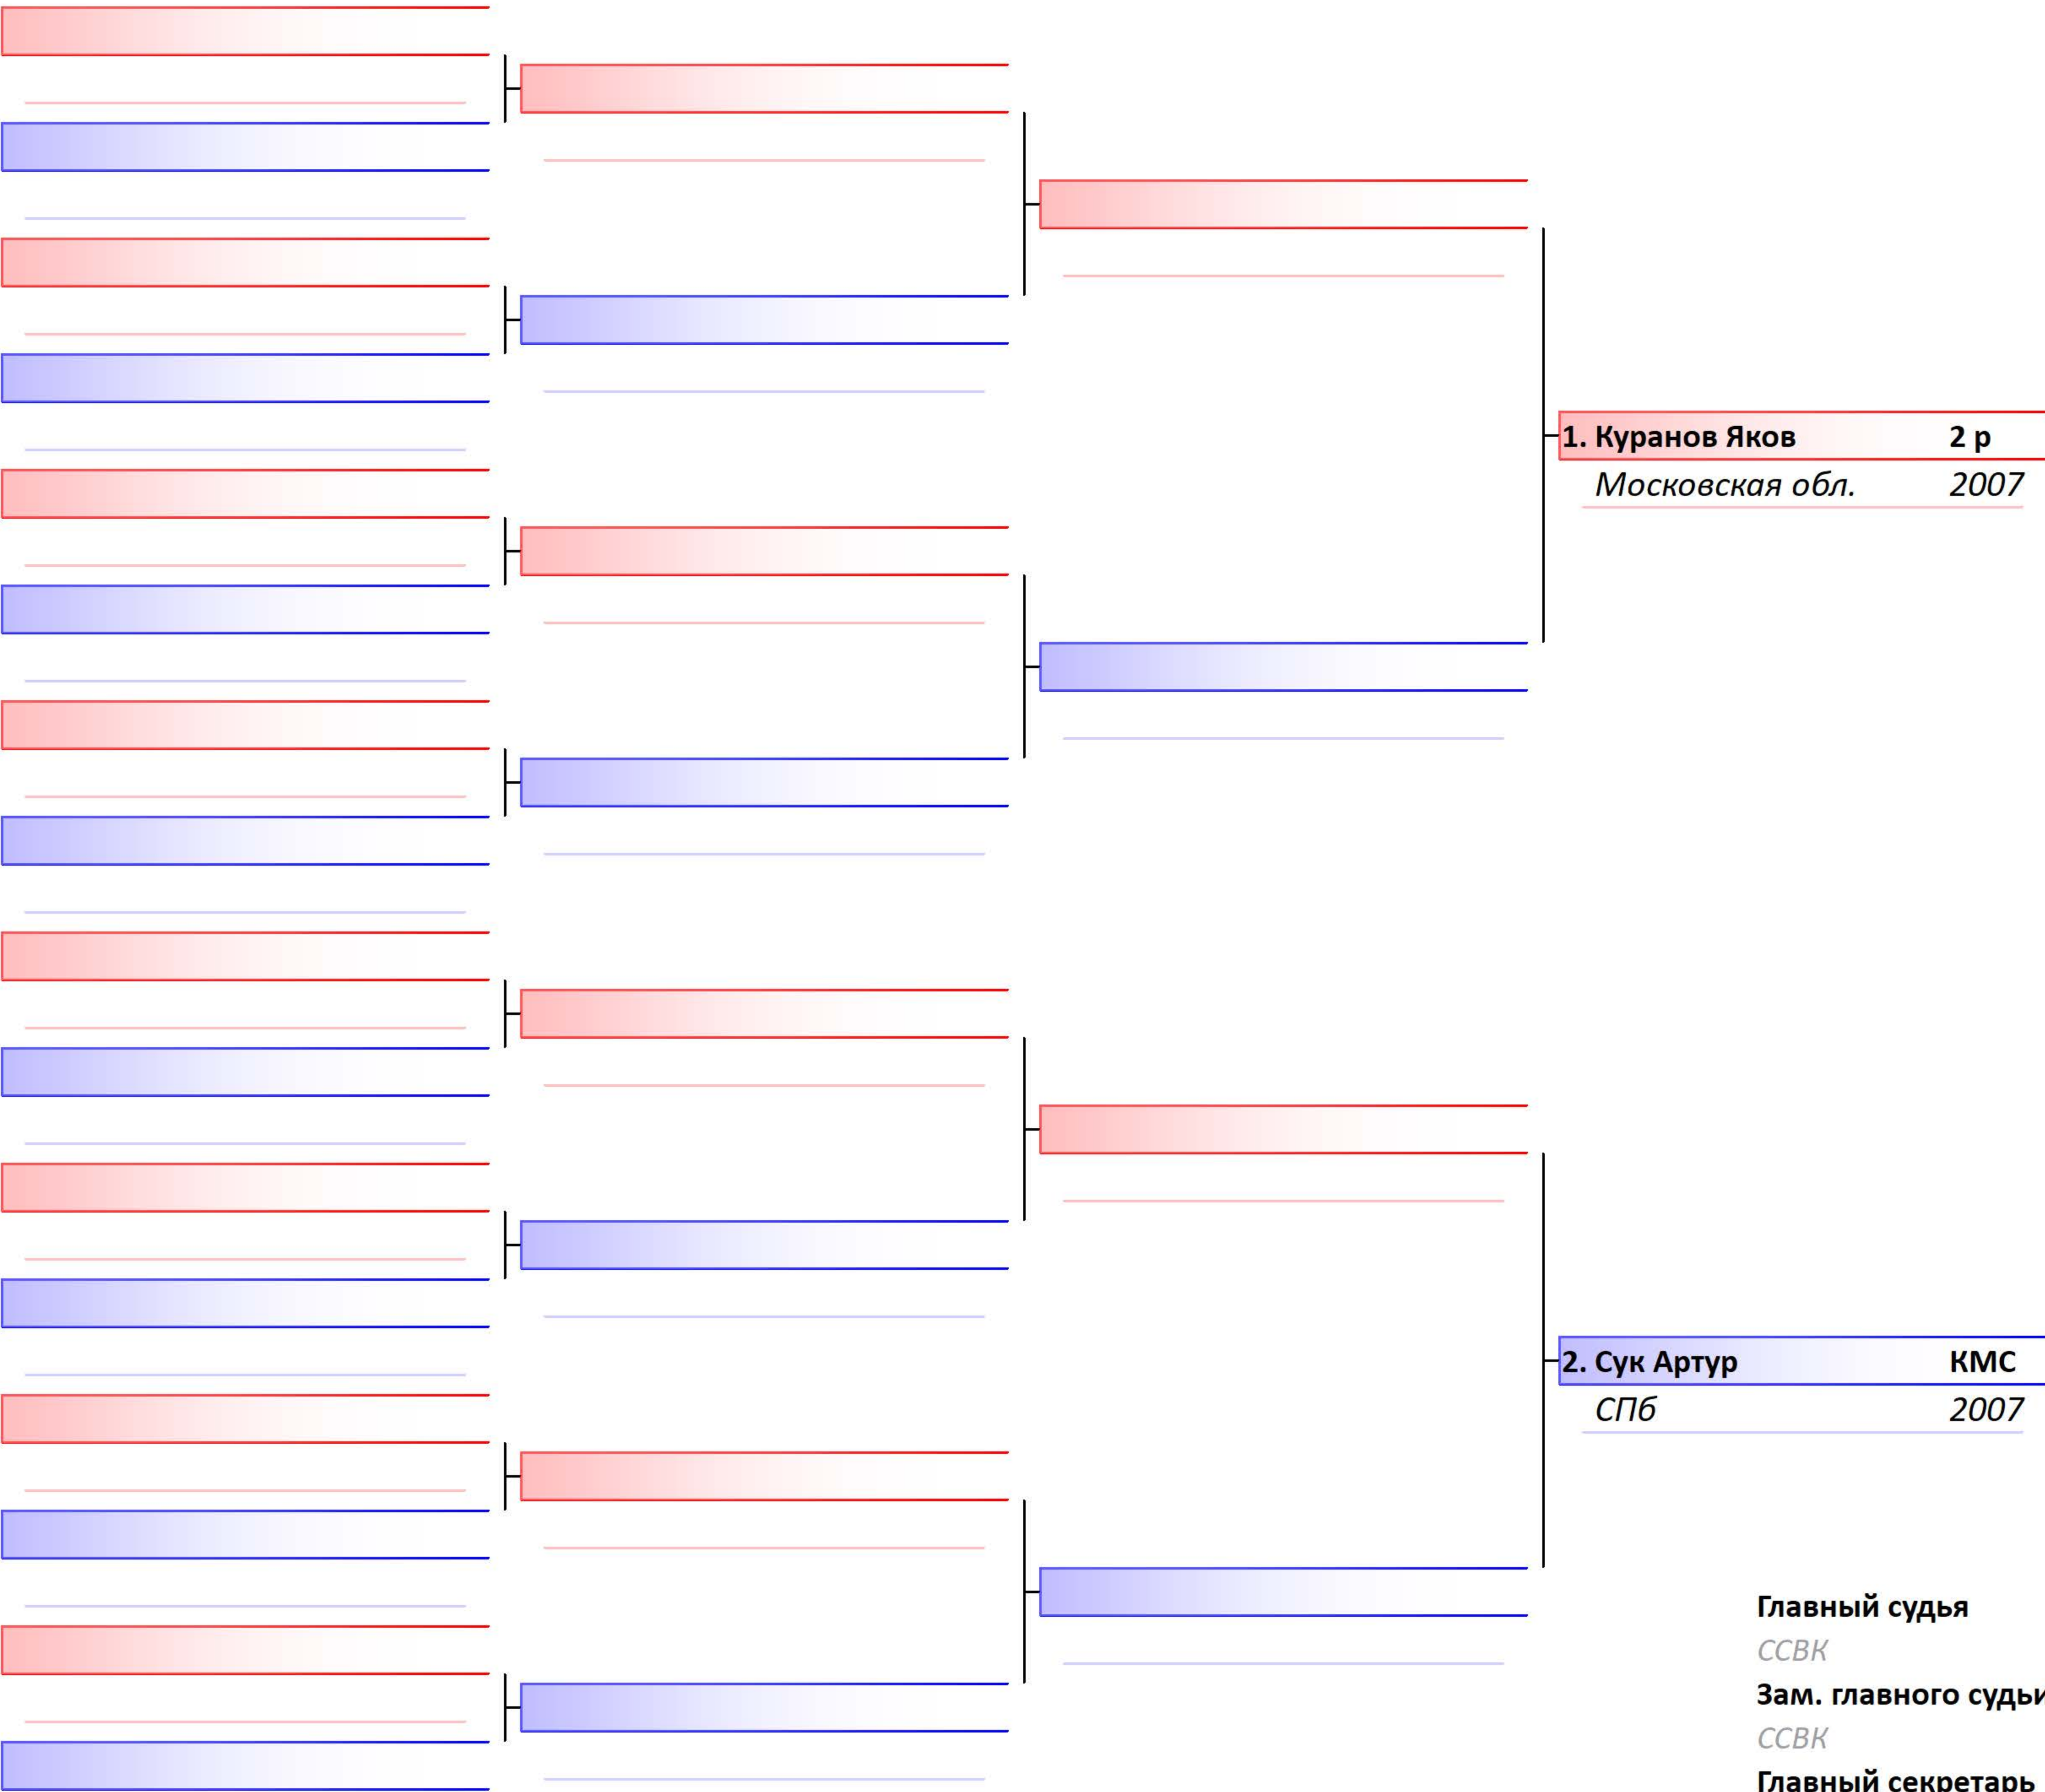 1. Куранов Яков 2 р
Московская обл. 2007
2. Сук Артур КМС
СПб 2007
Главный судья
ССВК
Зам. главного судьи
ССВК
Главный секретарь